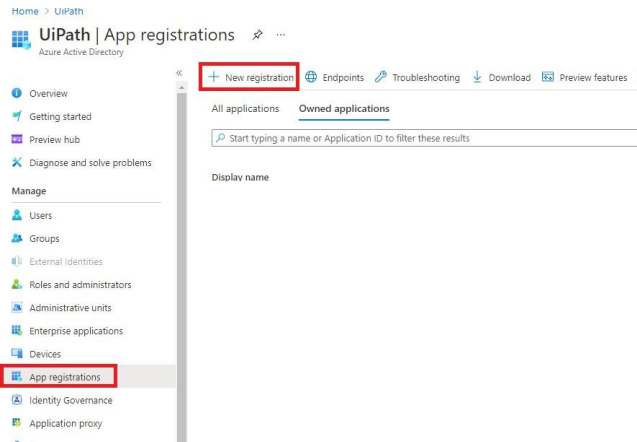 Home > UiPath
UiPath | App registrations
Azure Active Directory
+ New registration Endpoints Troubleshooting Download Preview features
«
Overview
Getting started
Preview hub
Diagnose and solve problems
Manage
Users
Groups
External Identities
Roles and administrators
Administrative units
Enterprise applications
Devices
App registrations
Identity Governance
Application proxy
All applications Owned applications
Start typing a name or Application ID to filter these results
Display name